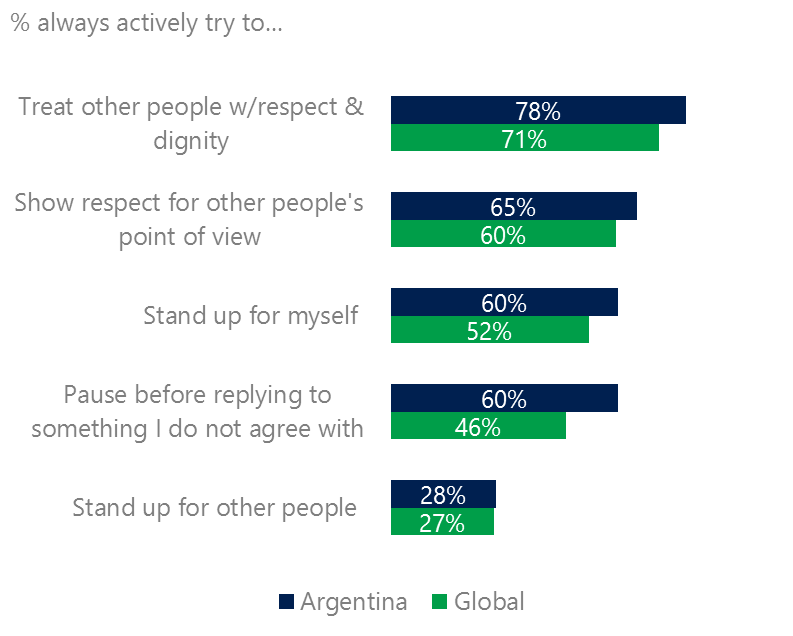 % always actively try to...
Treat other people w/respect &
dignity
78%
71%
Show respect for other people's
point of view
65%
60%
Stand up for myself
60%
52%
Pause before replying to
something I do not agree with
60%
46%
Stand up for other people
28%
27%
Argentina
Global